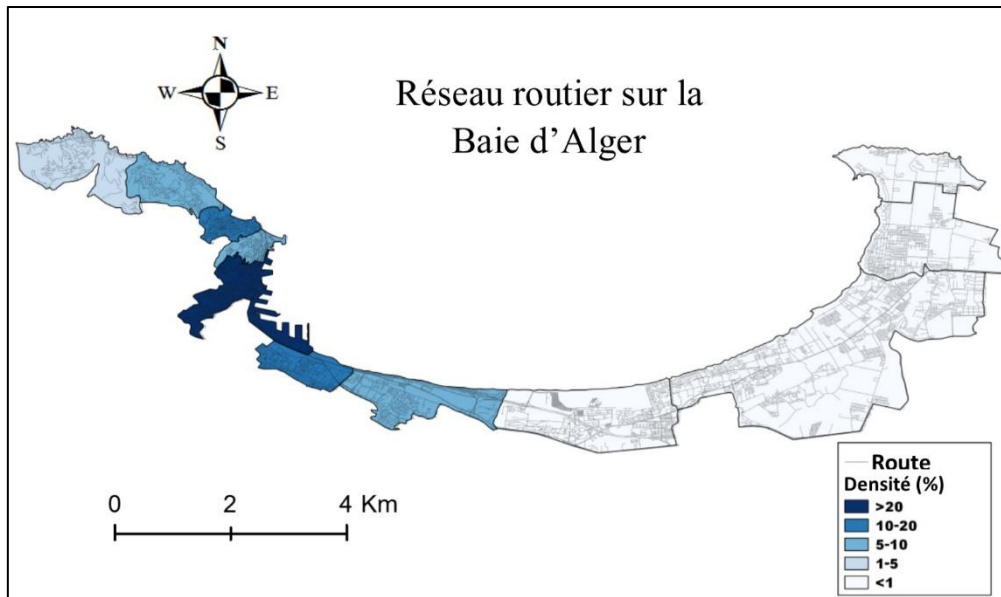 N
W E
S
Réseau routier sur la
Baie d’Alger
0 2 4 Km
Route
Densité (%)
>20
10-20
5-10
1-5
<1